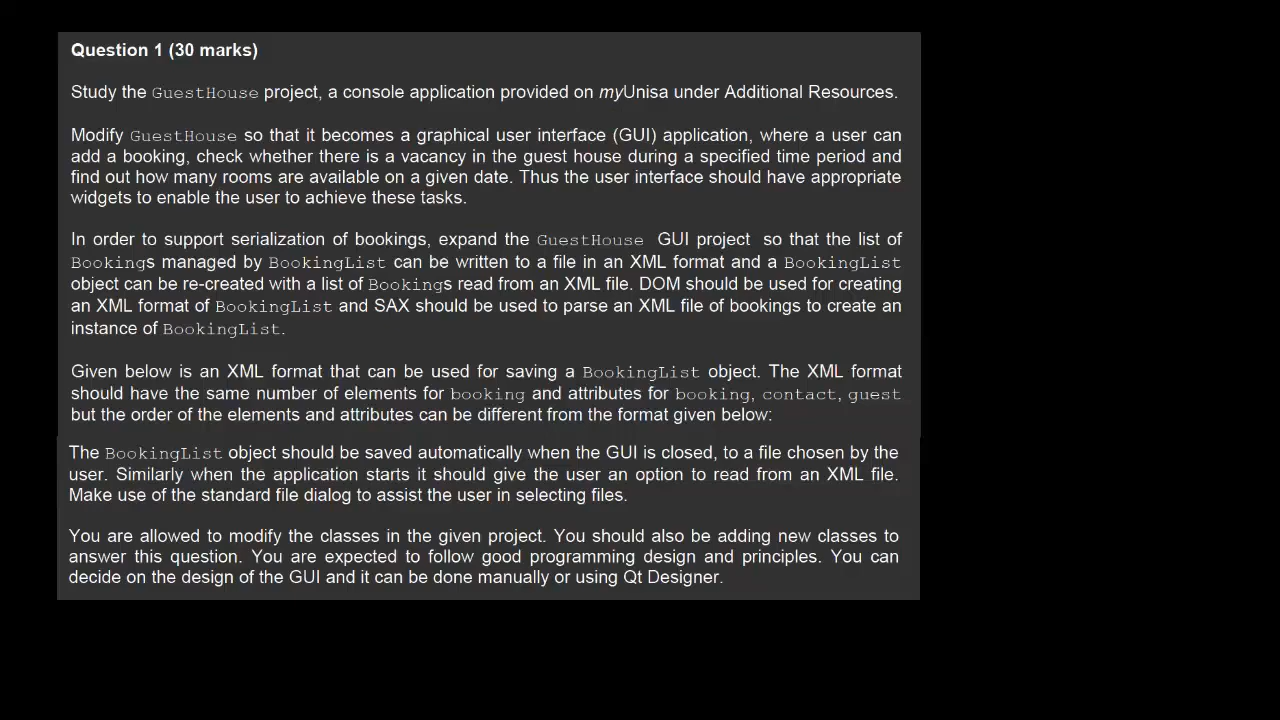 Question 1 (30 marks)
Study the GuestHouse project, a console application provided on myUnisa under Additional Resources.
Modify GuestHouse so that it becomes a graphical user interface (GUI) application, where a user can
add a booking, check whether there is a vacancy in the guest house during a specified time period and
find out how many rooms are available on a given date. Thus the user interface should have appropriate
widgets to enable the user to achieve these tasks.
In order to support serialization of bookings, expand the GuestHouse GUI project so that the list of
Bookings managed by BookingList can be written to a file in an XML format and a BookingList
object can be re-created with a list of Bookings read from an XML file. DOM should be used for creating
an XML format of BookingList and SAX should be used to parse an XML file of bookings to create an
instance of BookingList.
Given below is an XML format that can be used for saving a BookingList object. The XML format
should have the same number of elements for booking and attributes for booking, contact, guest
but the order of the elements and attributes can be different from the format given below:
The BookingList object should be saved automatically when the GUI is closed, to a file chosen by the
user. Similarly when the application starts it should give the user an option to read from an XML file.
Make use of the standard file dialog to assist the user in selecting files.
You are allowed to modify the classes in the given project. You should also be adding new classes to
answer this question. You are expected to follow good programming design and principles. You can
decide on the design of the GUI and it can be done manually or using Qt Designer.